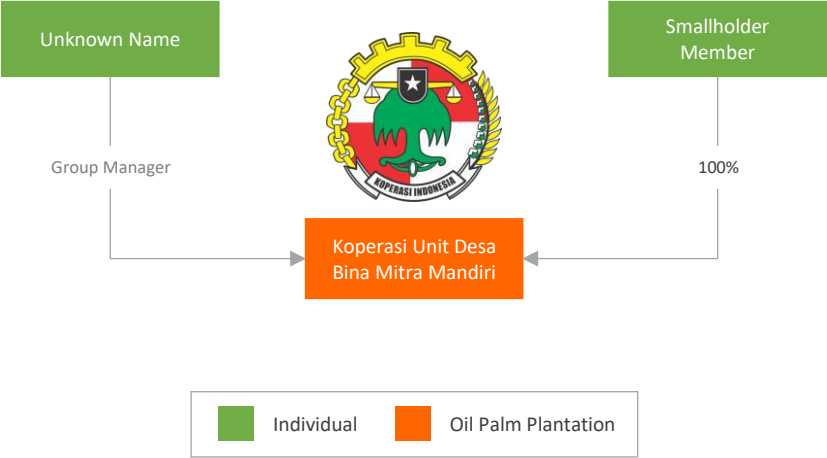 Unknown Name
Smallholder
Member
KOPERASI INDONESIA
Group Manager
100%
Koperasi Unit Desa
Bina Mitra Mandiri
Individual
Oil Palm Plantation